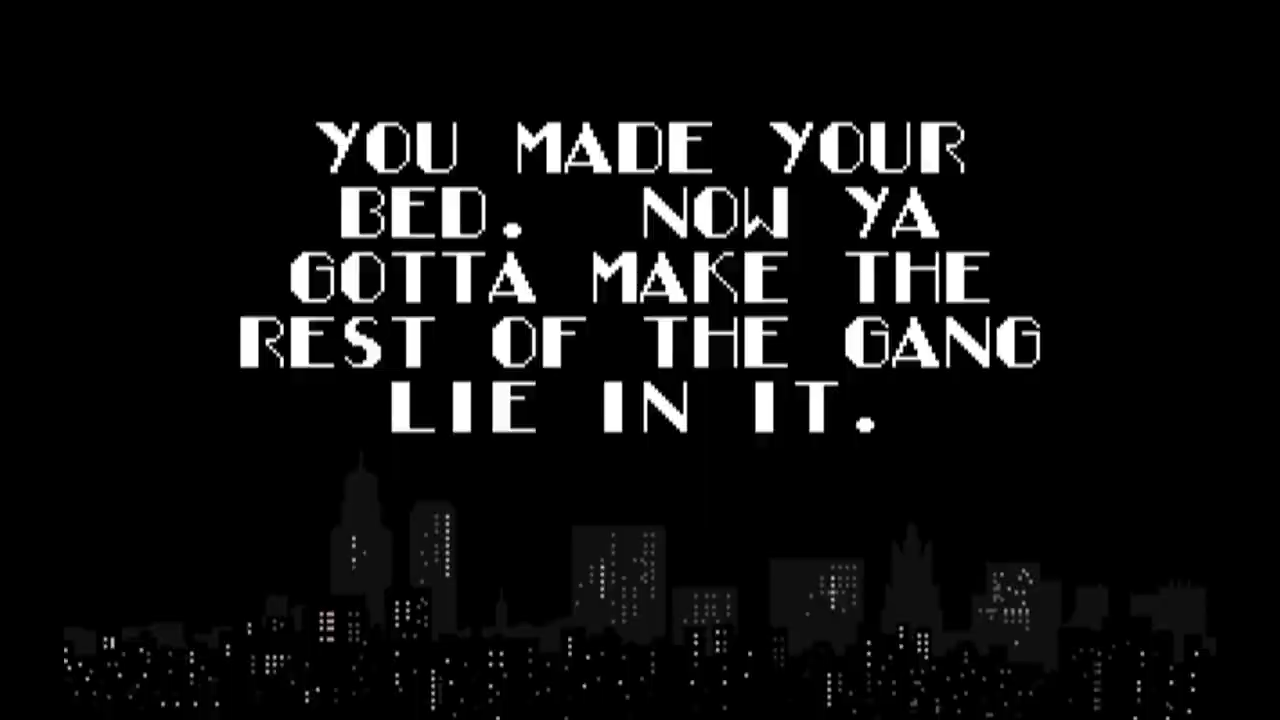 YOU MADE YOUR
BED. NOW YA
GOTTA MAKE THE
REST OF THE GANG
LIE IN IT.